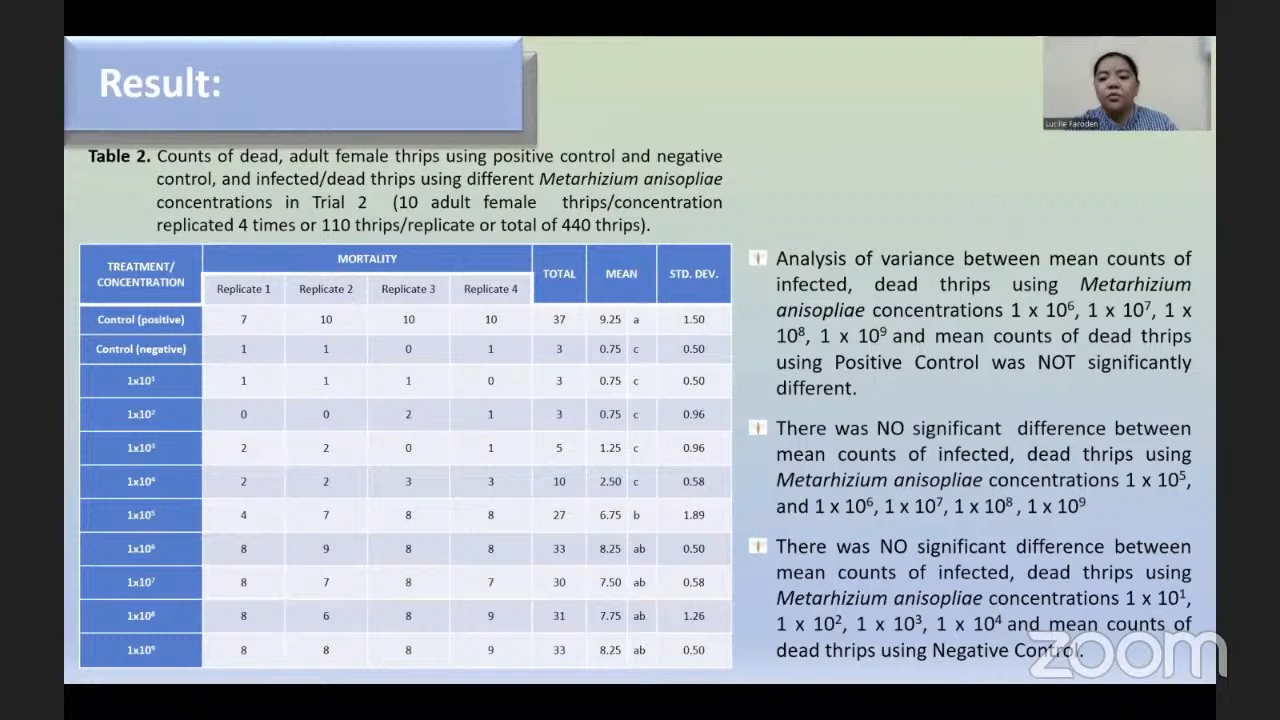 Result:
Lucille Faroden
Table 2. Counts of dead, adult female thrips using positive control and negative
control, and infected/dead thrips using different Metarhizium anisopliae
concentrations in Trial 2 (10 adult female thrips/concentration
replicated 4 times or 110 thrips/replicate or total of 440 thrips).
TREATMENT/ CONCENTRATION MORTALITY TOTAL MEAN STD. DEV.
Replicate 1 Replicate 2 Replicate 3 Replicate 4
Control (positive) 7 10 10 10 37 9.25 a 1.50
Control (negative) 1 1 0 1 3 0.75 c 0.50
1x10¹ 1 1 1 0 3 0.75 c 0.50
1x10² 0 0 2 1 3 0.75 c 0.96
1x10³ 2 2 0 1 5 1.25 c 0.96
1x10⁴ 2 2 3 3 10 2.50 c 0.58
1x10⁵ 4 7 8 8 27 6.75 b 1.89
1x10⁶ 8 9 8 8 33 8.25 ab 0.50
1x10⁷ 8 7 8 7 30 7.50 ab 0.58
1x10⁸ 8 6 8 9 31 7.75 ab 1.26
1x10⁹ 8 8 8 9 33 8.25 ab 0.50
Analysis of variance between mean counts of
infected, dead thrips using Metarhizium
anisopliae concentrations 1 x 10⁶, 1 x 10⁷, 1 x
10⁸, 1 x 10⁹ and mean counts of dead thrips
using Positive Control was NOT significantly
different.
There was NO significant difference between
mean counts of infected, dead thrips using
Metarhizium anisopliae concentrations 1 x 10⁵,
and 1 x 10⁶, 1 x 10⁷, 1 x 10⁸ , 1 x 10⁹
There was NO significant difference between
mean counts of infected, dead thrips using
Metarhizium anisopliae concentrations 1 x 10¹,
1 x 10², 1 x 10³, 1 x 10⁴ and mean counts of
dead thrips using Negative Control.
zoom